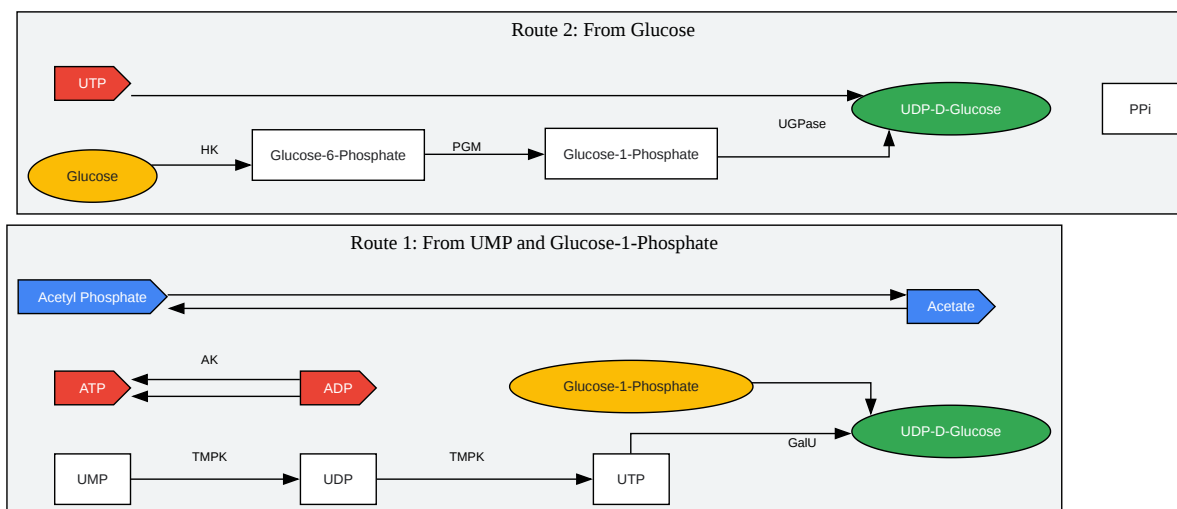 Route 2: From Glucose
UTP
UDP-D-Glucose
PPi
UGPase
HK
PGM
Glucose-6-Phosphate
Glucose-1-Phosphate
Glucose
Route 1: From UMP and Glucose-1-Phosphate
Acetyl Phosphate
Acetate
AK
ATP
ADP
Glucose-1-Phosphate
UDP-D-Glucose
GalU
TMPK
TMPK
UMP
UDP
UTP